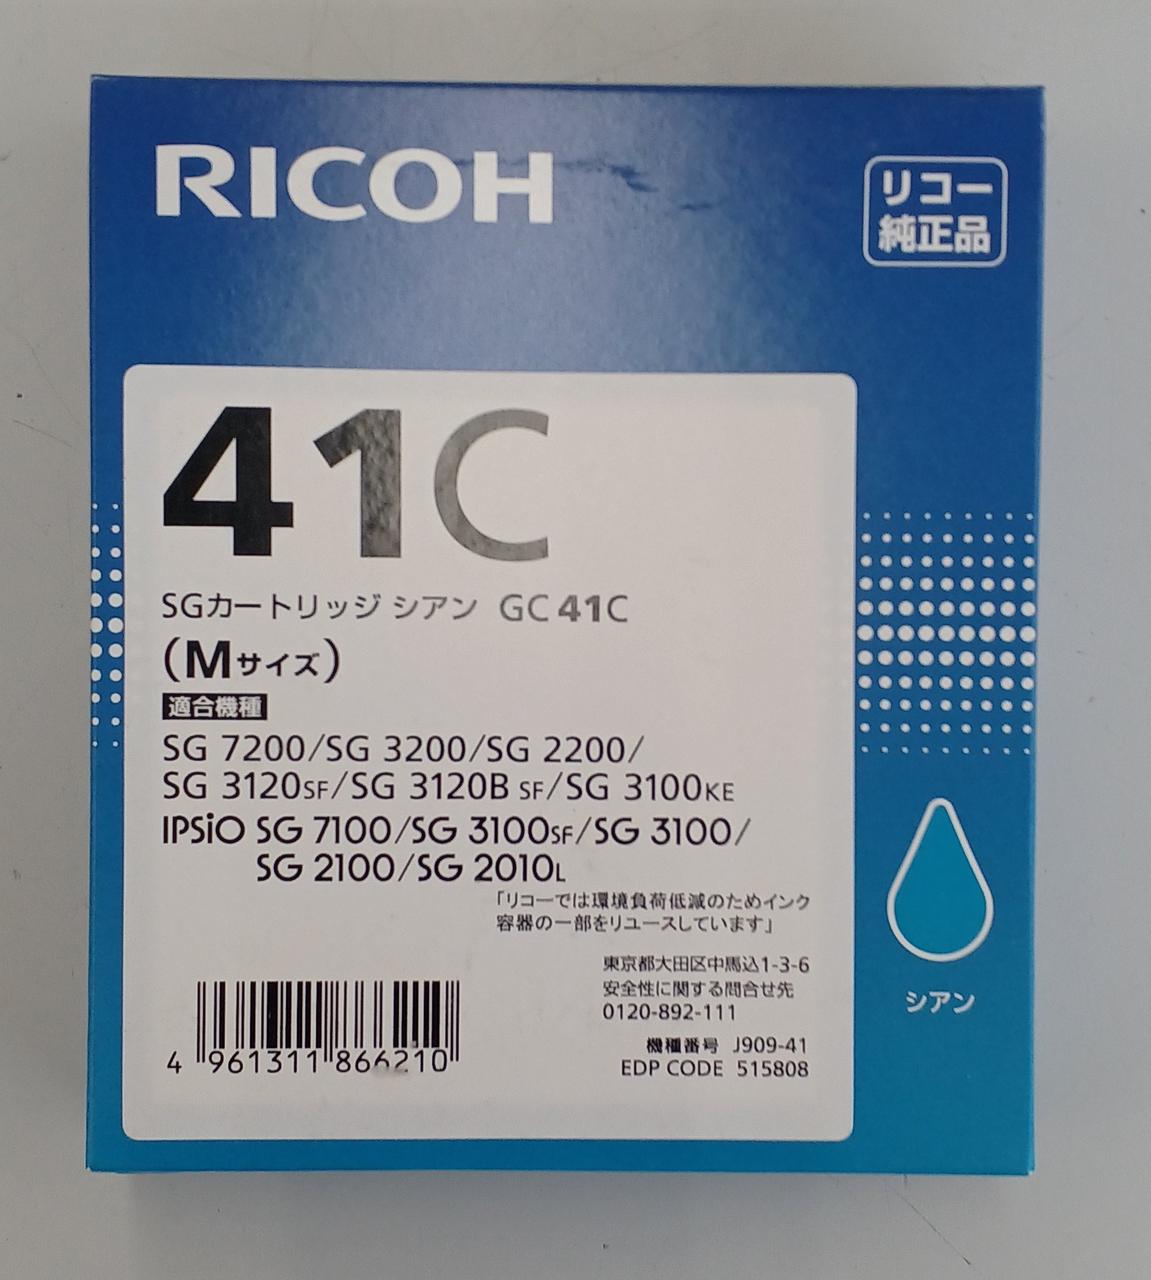 RICOH
リコー
純正品
41C
SGカートリッジ シアン GC 41C
(Mサイズ)
適合機種
SG 7200/SG 3200/SG 2200/
SG 3120SF/SG 3120B SF/SG 3100KE
IPSiO SG 7100/SG 3100SF/SG 3100/
SG 2100/SG 2010L
「リコーでは環境負荷低減のためインク
容器の一部をリユースしています」
東京都大田区中馬込1-3-6
安全性に関する問合せ先
0120-892-111
機種番号 J909-41
EDP CODE 515808
4 961311 866210
シアン